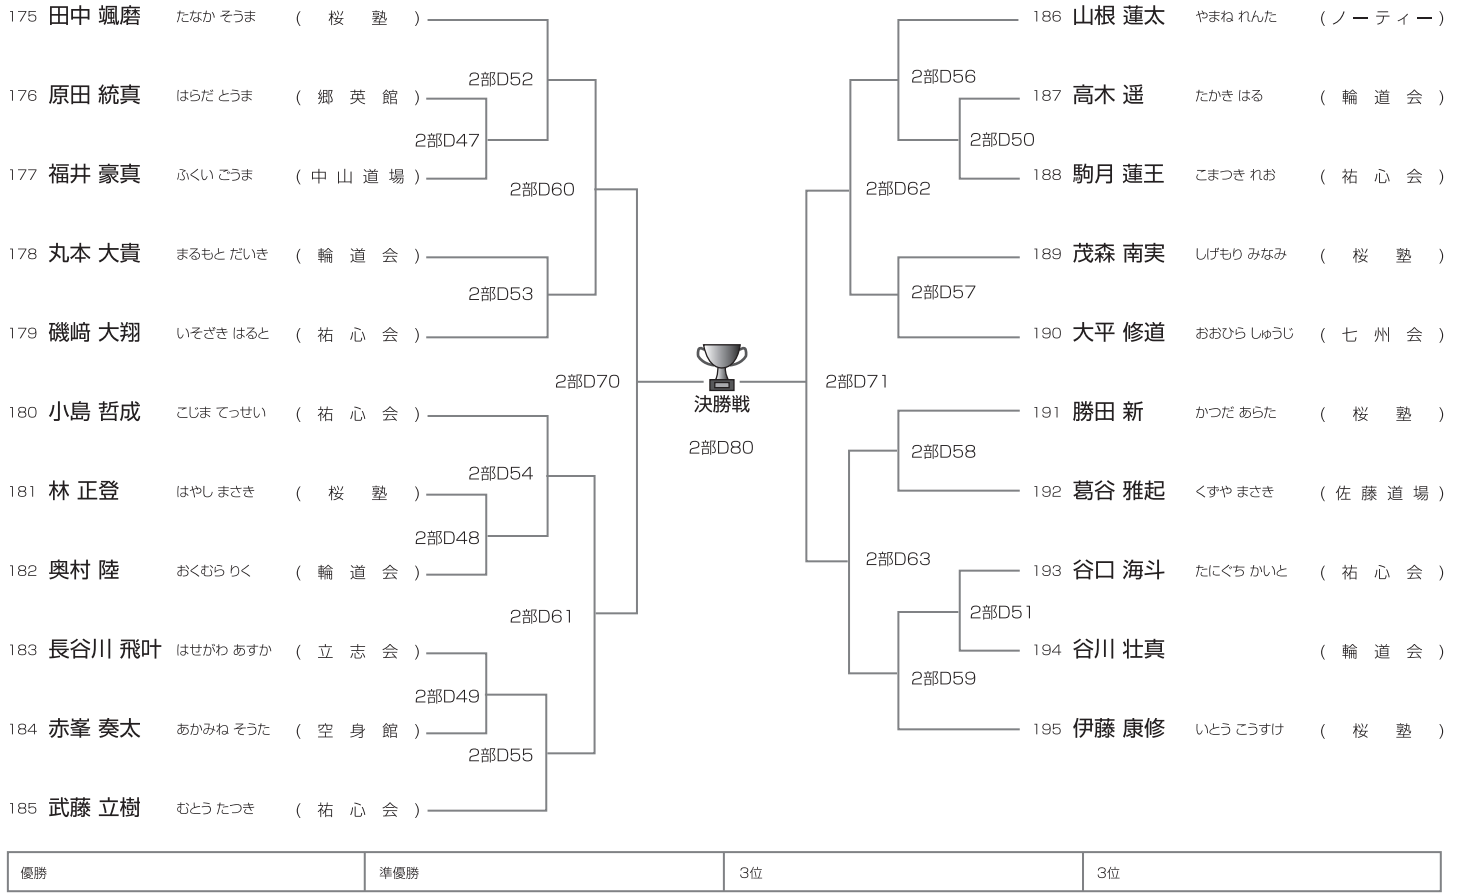 175 田中 颯磨 たなか そうま ( 桜 塾 )
2部D52
176 原田 統真 はらだ とうま ( 郷 英 館 )
2部D47
177 福井 豪真 ふくい ごうま ( 中 山 道 場 )
2部D60
178 丸本 大貴 まるもと だいき ( 輪 道 会 )
2部D53
179 磯﨑 大翔 いそざき はると ( 祐 心 会 )
2部D70
180 小島 哲成 こじま てっせい ( 祐 心 会 )
2部D54
181 林 正登 はやし まさき ( 桜 塾 )
2部D48
182 奥村 陸 おくむら りく ( 輪 道 会 )
2部D61
183 長谷川 飛叶 はせがわ あすか ( 立 志 会 )
2部D49
184 赤峯 奏太 あかみね そうた ( 空 身 館 )
2部D55
185 武藤 立樹 むとう たつき ( 祐 心 会 )
決勝戦
2部D80
186 山根 蓮太 やまね れんた ( ノ ー テ ィ ー )
2部D56
187 高木 遥 たかき はる ( 輪 道 会 )
2部D50
188 駒月 蓮王 こまつき れお ( 祐 心 会 )
2部D62
189 茂森 南実 しげもり みなみ ( 桜 塾 )
2部D57
190 大平 修道 おおひら しゅうじ ( 七 州 会 )
2部D71
191 勝田 新 かつだ あらた ( 桜 塾 )
2部D58
192 葛谷 雅起 くずや まさき ( 佐 藤 道 場 )
2部D63
193 谷口 海斗 たにぐち かいと ( 祐 心 会 )
2部D51
194 谷川 壮真 ( 輪 道 会 )
2部D59
195 伊藤 康修 いとう こうすけ ( 桜 塾 )
優勝
準優勝
3位
3位